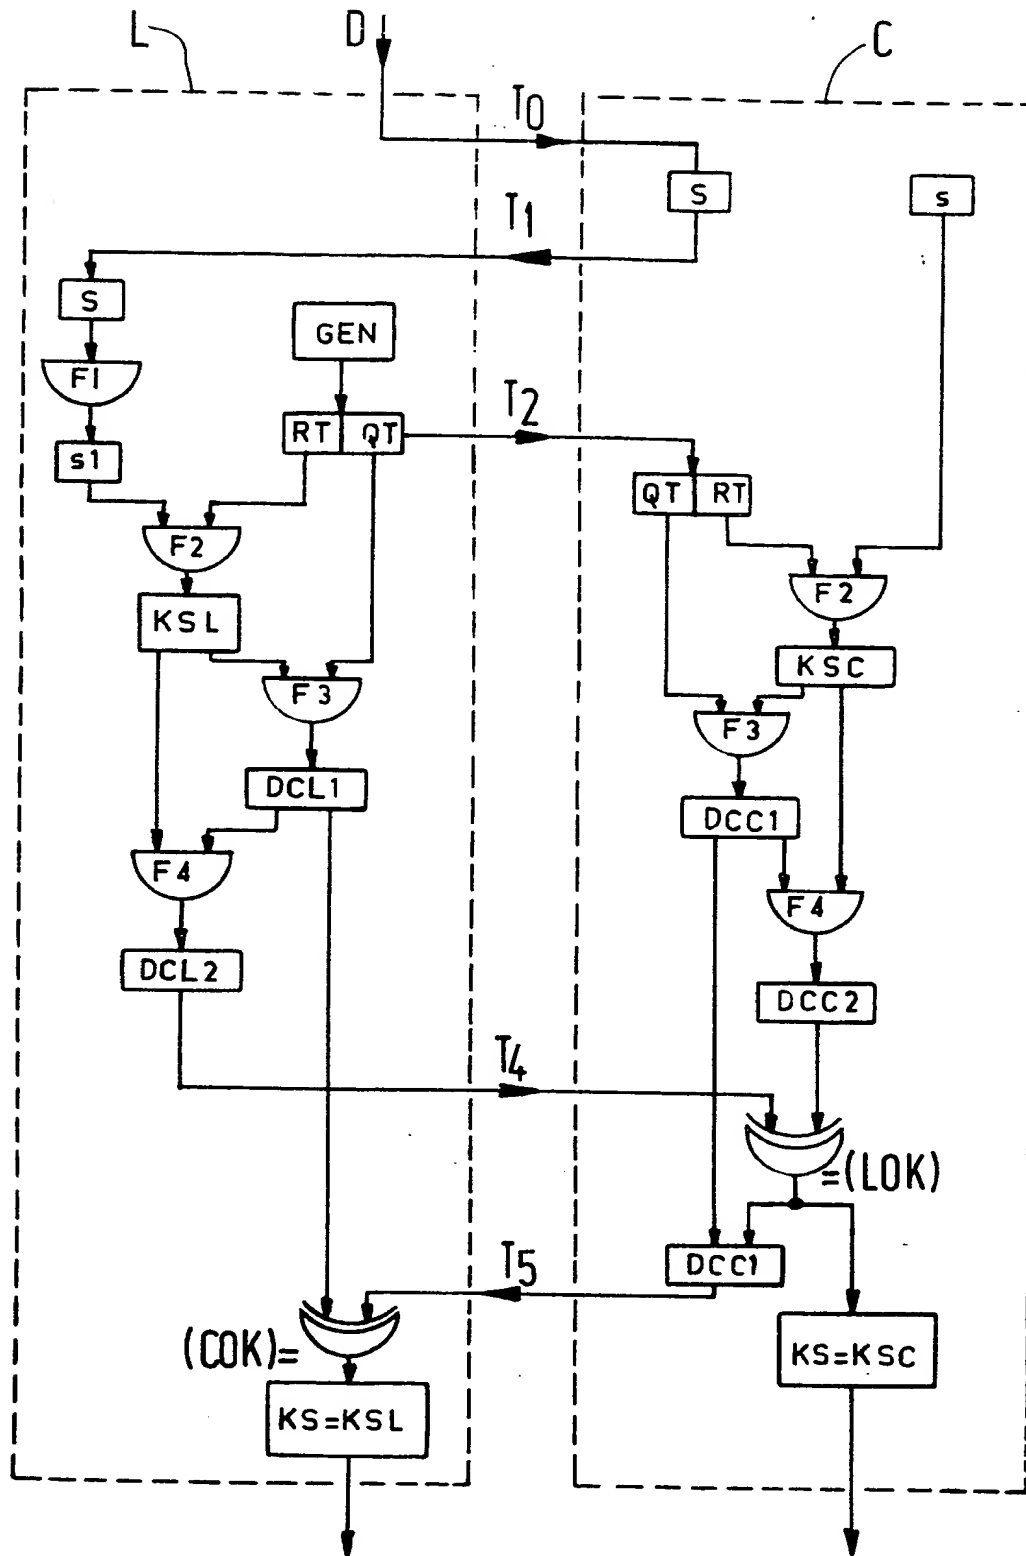 L
D
C
T0
S
s
T1
S
GEN
F1
T2
RT QT
s1
QT RT
F2
F2
KSL
KSC
F3
F3
DCL1
DCC1
F4
F4
DCL2
DCC2
T4
=(LOK)
T5
DCC1
(COK)=
KS=KSC
KS=KSL